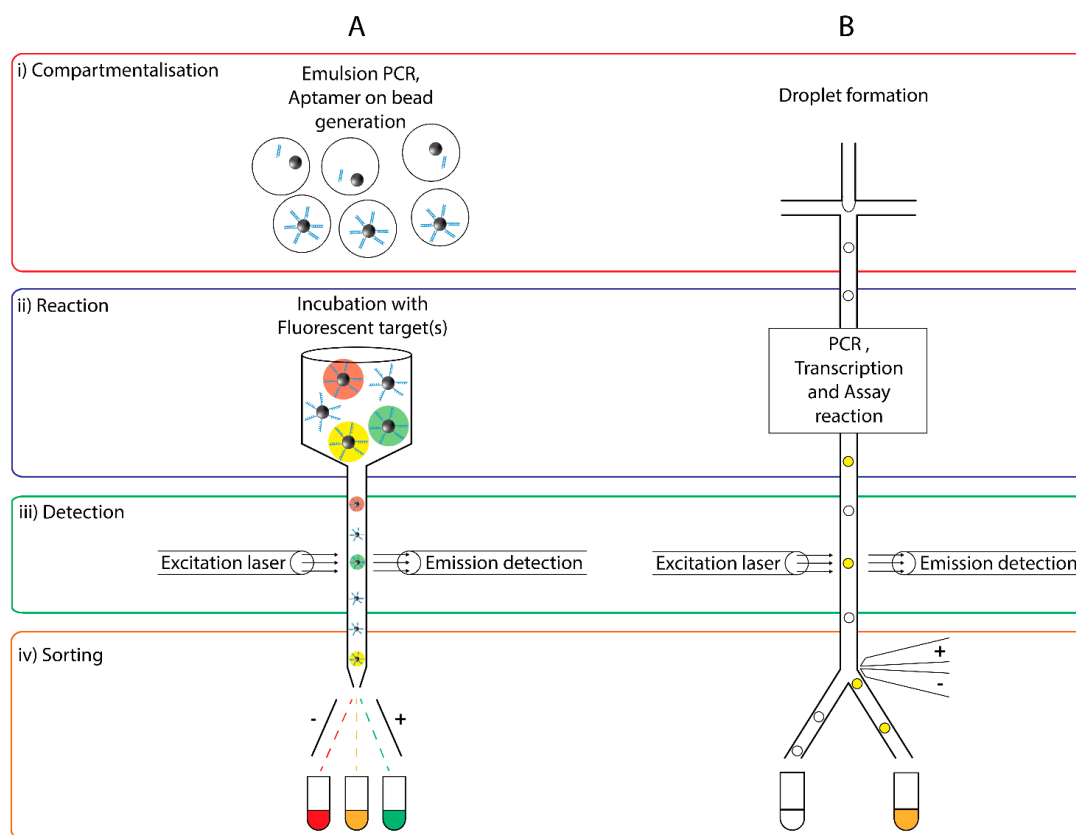 A
B
i) Compartmentalisation
Emulsion PCR,
Aptamer on bead
generation
Droplet formation
ii) Reaction
Incubation with
Fluorescent target(s)
PCR ,
Transcription
and Assay
reaction
iii) Detection
Excitation laser
Emission detection
Excitation laser
Emission detection
iv) Sorting
-
+
+
-